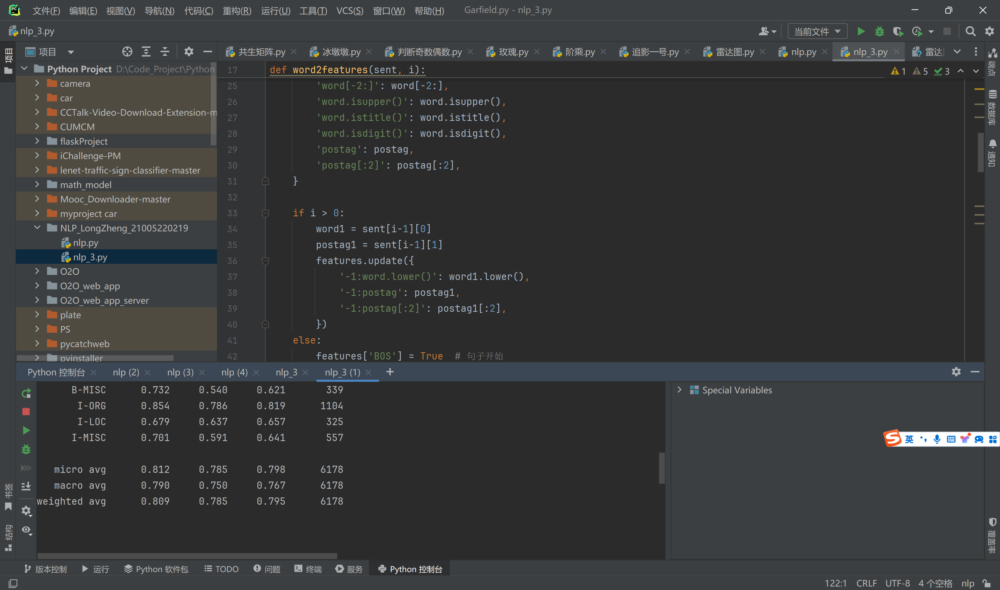 文件(F) 编辑(E) 视图(V) 导航(N) 代码(C) 重构(R) 运行(U) 工具(T) VCS(S) 窗口(W) 帮助(H) Garfield.py - nlp_3.py
nlp_3.py
当前文件
项目
项目
共生矩阵.py 冰墩墩.py 判断奇数偶数.py 玫瑰.py 阶乘.py 追影一号.py 雷达图.py nlp.py nlp_3.py 雷达
Python Project D:\Code_Project\Python
camera
car
CCTalk-Video-Download-Extension-m
CUMCM
flaskProject
iChallenge-PM
lenet-traffic-sign-classifier-master
math_model
Mooc_Downloader-master
myproject car
NLP_LongZheng_21005220219
nlp.py
nlp_3.py
O2O
O2O_web_app
O2O_web_app_server
plate
PS
pycatchweb
pyinstaller
17 def word2features(sent, i):
1 5 3
25 'word[-2:]': word[-2:],
26 'word.isupper()': word.isupper(),
27 'word.istitle()': word.istitle(),
28 'word.isdigit()': word.isdigit(),
29 'postag': postag,
30 'postag[:2]': postag[:2],
31 }
32
33 if i > 0:
34 word1 = sent[i-1][0]
35 postag1 = sent[i-1][1]
36 features.update({
37 '-1:word.lower()': word1.lower(),
38 '-1:postag': postag1,
39 '-1:postag[:2]': postag1[:2],
40 })
41 else:
42 features['BOS'] = True # 句子开始
端点
数据库
通知
Python 控制台 nlp (2) nlp (3) nlp (4) nlp_3 nlp_3 (1)
B-MISC 0.732 0.540 0.621 339
I-ORG 0.854 0.786 0.819 1104
I-LOC 0.679 0.637 0.657 325
I-MISC 0.701 0.591 0.641 557
micro avg 0.812 0.785 0.798 6178
macro avg 0.790 0.750 0.767 6178
weighted avg 0.809 0.785 0.795 6178
Special Variables
英
书签
结构
覆盖率
版本控制 运行 Python 软件包 TODO 问题 终端 服务 Python 控制台
122:1 CRLF UTF-8 4 个空格 nlp